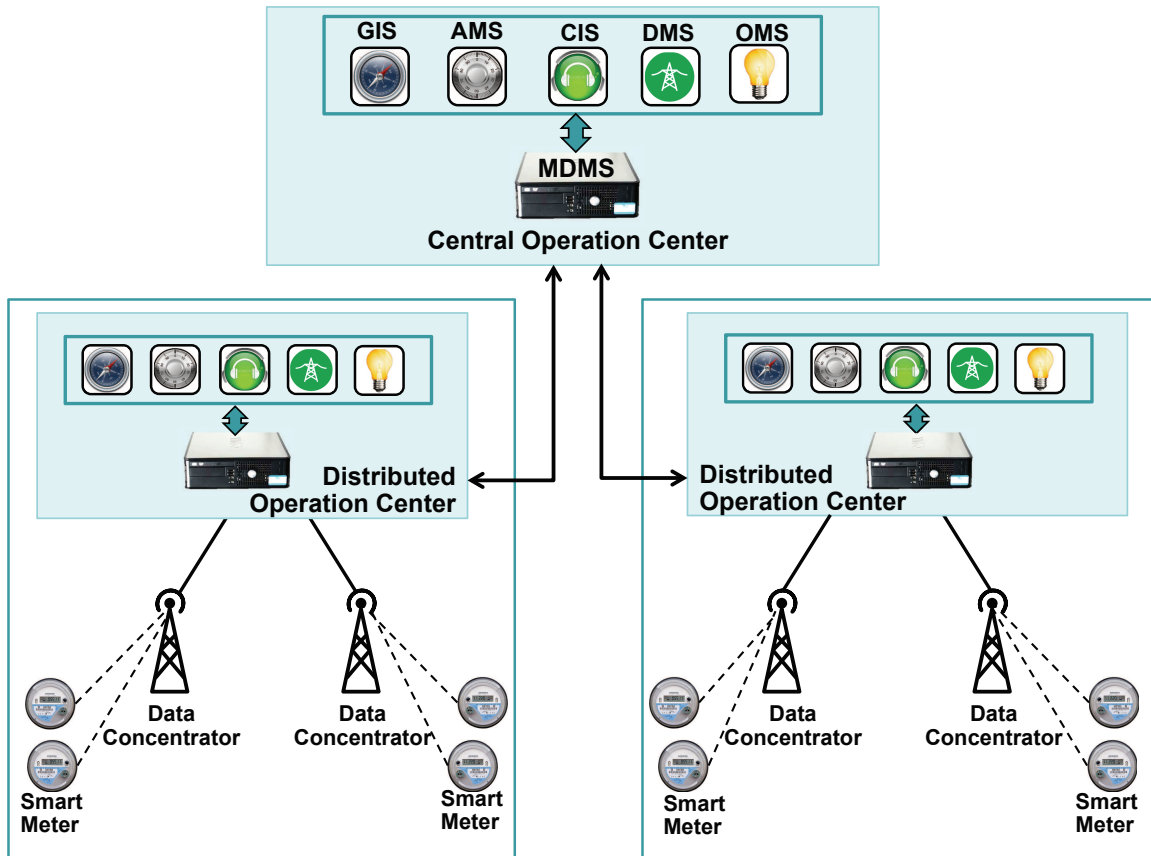 GIS AMS CIS DMS OMS
MDMS
Central Operation Center
Distributed
Operation Center
Distributed
Operation Center
Data
Concentrator
Data
Concentrator
Data
Concentrator
Data
Concentrator
Smart
Meter
Smart
Meter
Smart
Meter
Smart
Meter